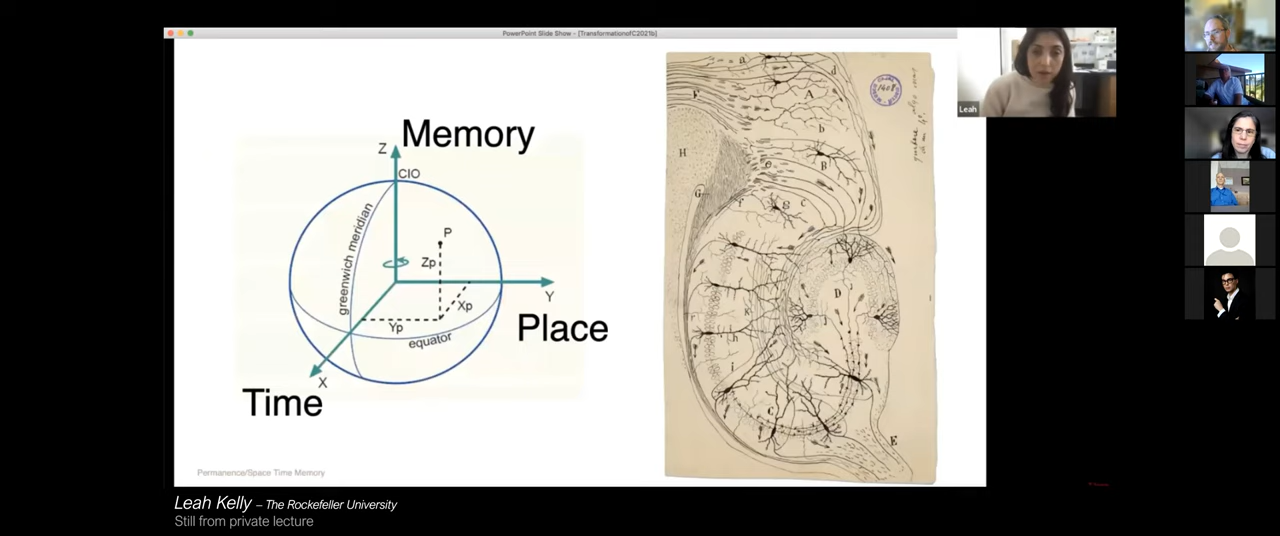 PowerPoint Slide Show - [TransformationofC2021b]
Memory
Z
CIO
greenwich meridian
P
Zp
Xp
Y
Yp
Place
equator
X
Time
Permanence/Space Time Memory
a
d
F
A
b
H
B
G
f
g
c
D
r
K
j
h
i
C
E
1408
Leah
Leah Kelly – The Rockefeller University
Still from private lecture